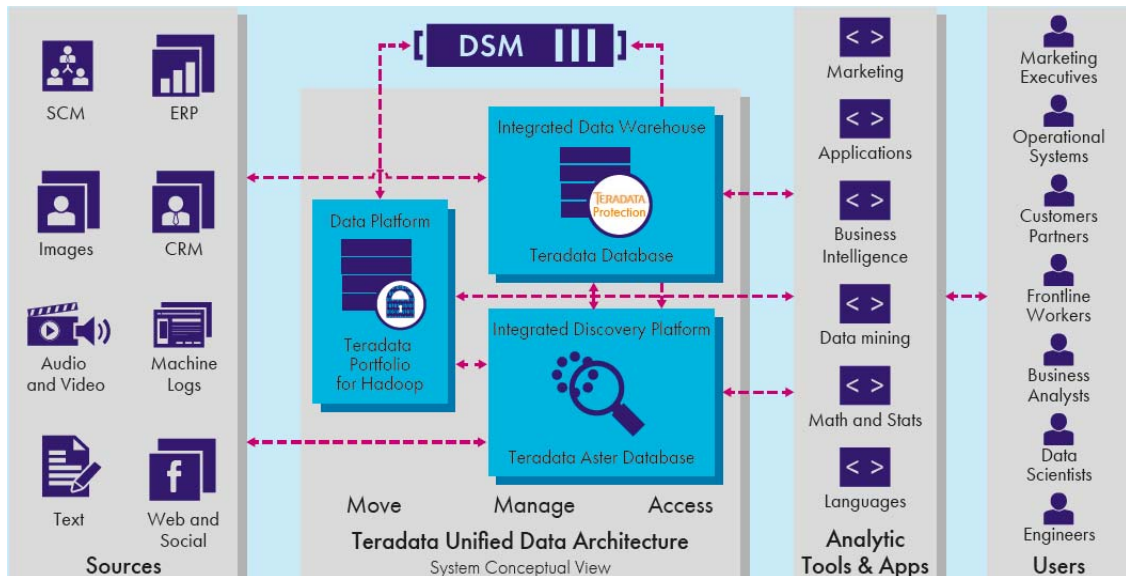 SCM
ERP
Images
CRM
Audio
and Video
Machine
Logs
Text
Web and
Social
Sources
DSM
Integrated Data Warehouse
TERADATA
Protection
Teradata Database
Data Platform
Teradata
Portfolio
for Hadoop
Integrated Discovery Platform
Teradata Aster Database
Move
Manage
Access
Teradata Unified Data Architecture
System Conceptual View
< >
Marketing
< >
Applications
< >
Business
Intelligence
< >
Data mining
< >
Math and Stats
< >
Languages
Analytic
Tools & Apps
Marketing
Executives
Operational
Systems
Customers
Partners
Frontline
Workers
Business
Analysts
Data
Scientists
Engineers
Users